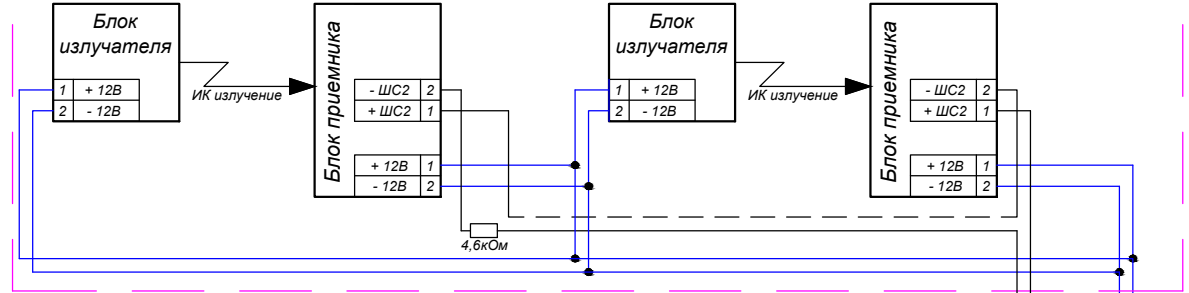 Блок
излучателя
1 + 12В
2 - 12В
ИК излучение
Блок приемника
- ШС2 2
+ ШС2 1
+ 12В 1
- 12В 2
4,6кОм
Блок
излучателя
1 + 12В
2 - 12В
ИК излучение
Блок приемника
- ШС2 2
+ ШС2 1
+ 12В 1
- 12В 2